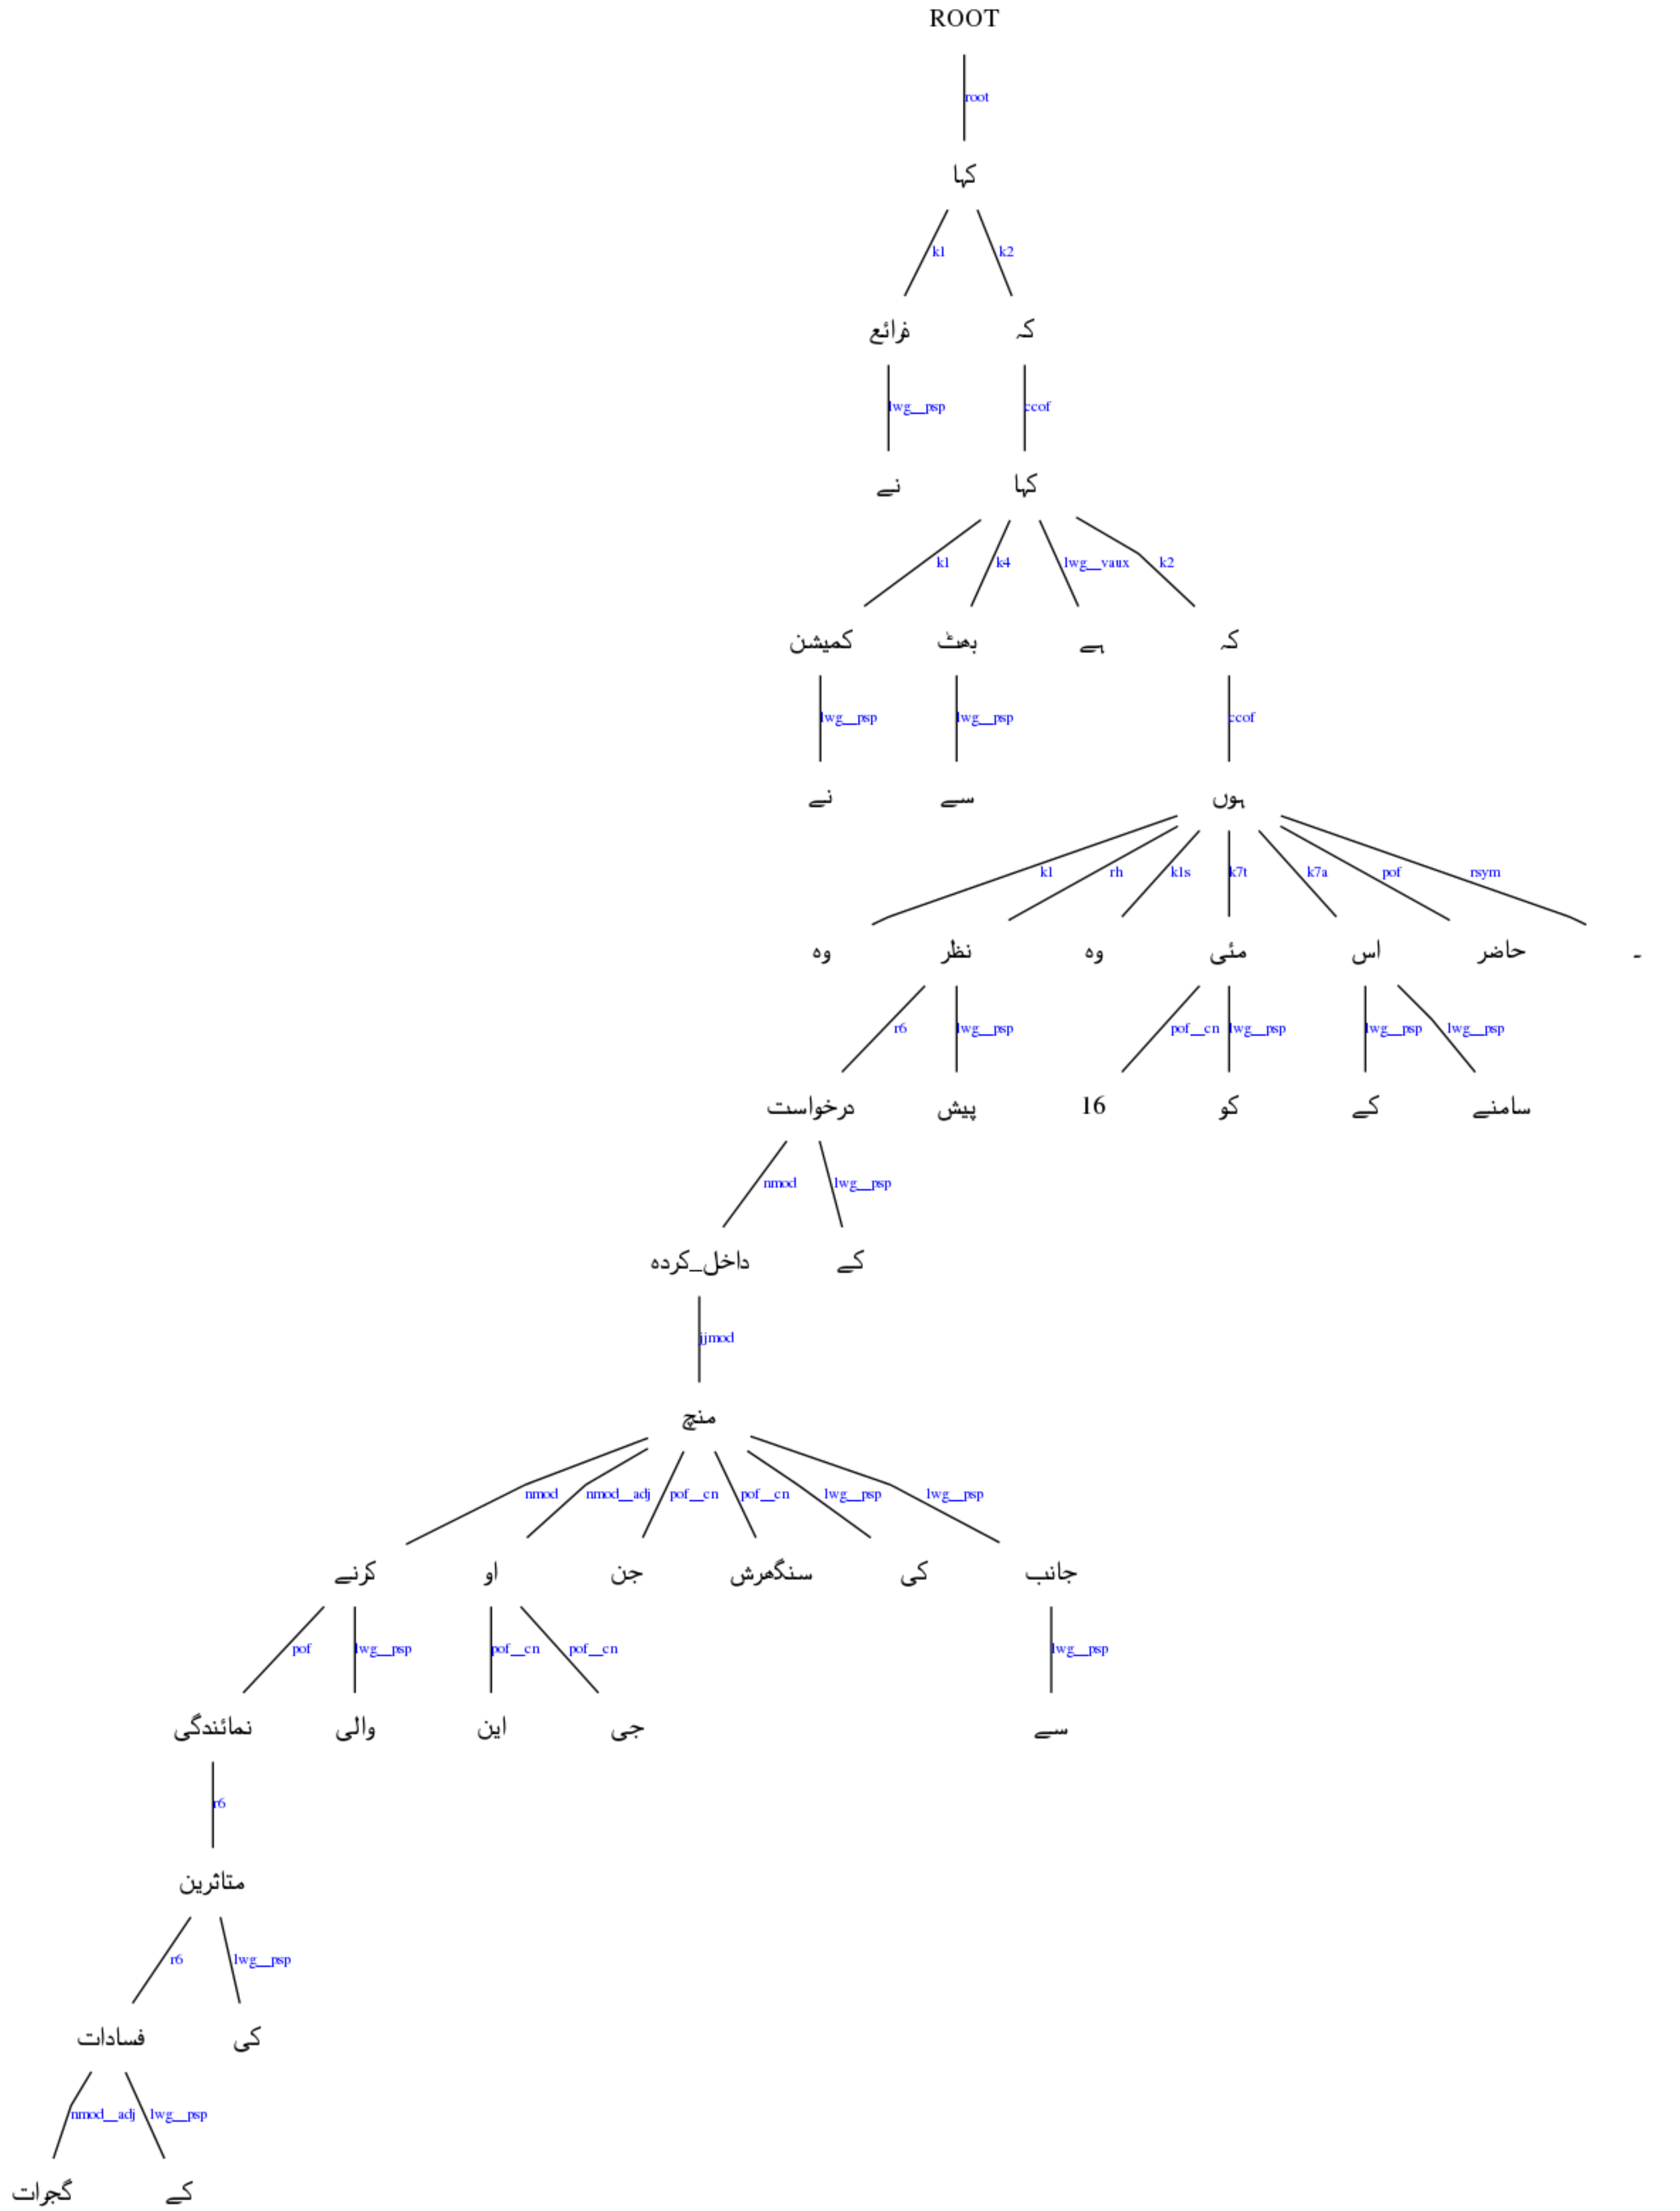 ROOT
root
کہا
k1 k2
ذرائع کہ
lwg__psp ccof
نے کہا
k1 k4 lwg__vaux k2
کمیشن بھٹ ہے کہ
lwg__psp lwg__psp ccof
نے سے ہوں
k1 rh k1s k7t k7a pof rsym
وہ نظر وہ مئی اس حاضر ۔
r6 lwg__psp pof__cn lwg__psp lwg__psp lwg__psp
درخواست پیش 16 کو کے سامنے
nmod lwg__psp
داخل_کردہ کے
jjmod
منچ
nmod nmod__adj pof__cn pof__cn lwg__psp lwg__psp
کرنے او جن سنگھرش کی جانب
pof lwg__psp pof__cn pof__cn lwg__psp
نمائندگی والی این جی سے
r6
متاثرین
r6 lwg__psp
فسادات کی
nmod__adj lwg__psp
گجرات کے